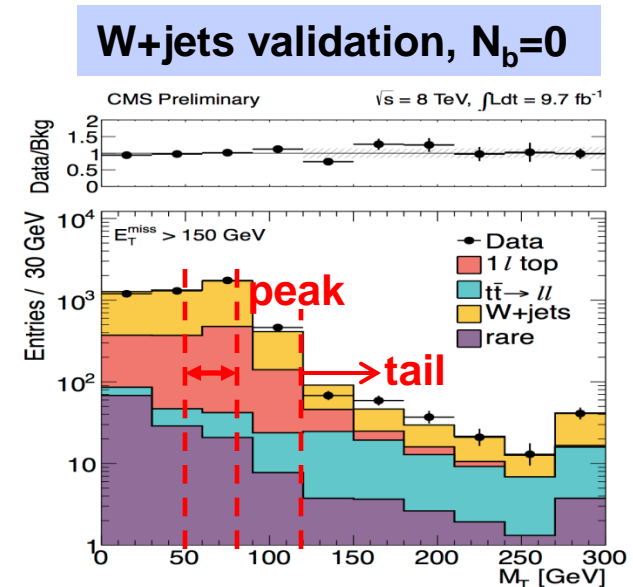 W+jets validation, N_b=0
CMS Preliminary
√s = 8 TeV, ∫Ldt = 9.7 fb⁻¹
Data/Bkg
2
1.5
1
0.5
0
Entries / 30 GeV
10⁴
10³
10²
10
1
E_T^miss > 150 GeV
Data
1 l top
tt̄→ ll
W+jets
rare
peak
tail
0 50 100 150 200 250 300
M_T [GeV]